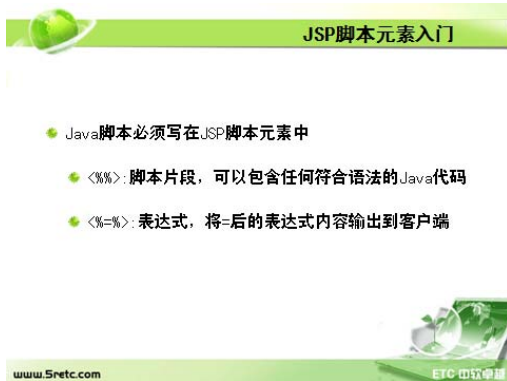 JSP脚本元素入门
Java脚本必须写在JSP脚本元素中
<%%>:脚本片段，可以包含任何符合语法的Java代码
<%=%>:表达式，将=后的表达式内容输出到客户端
www.5retc.com
ETC 中软卓越